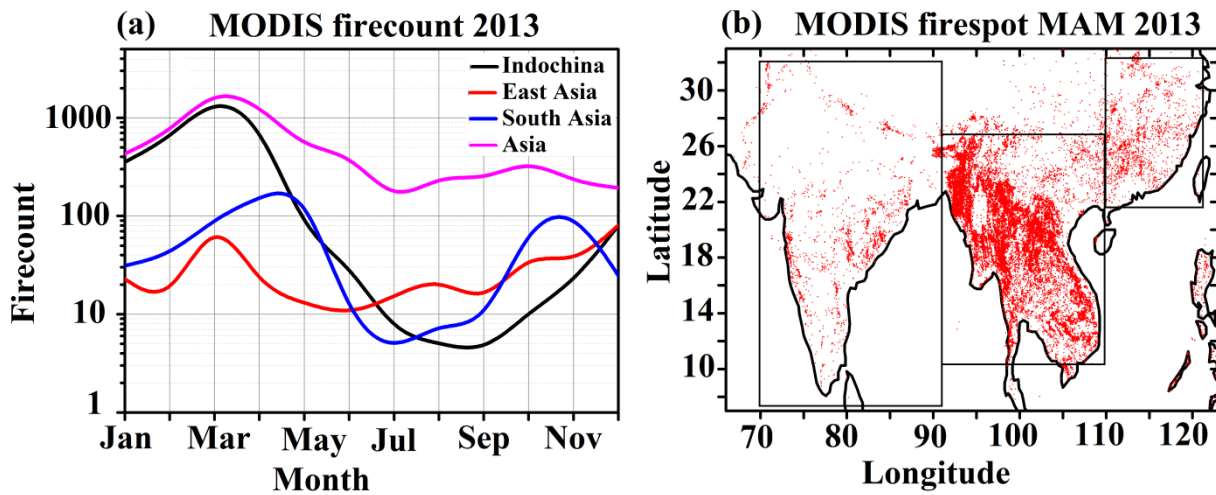 (a) MODIS firecount 2013
Indochina
East Asia
South Asia
Asia
1000
100
10
1
Firecount
Jan Mar May Jul Sep Nov
Month
(b) MODIS firespot MAM 2013
30
26
22
18
14
10
Latitude
70 80 90 100 110 120
Longitude